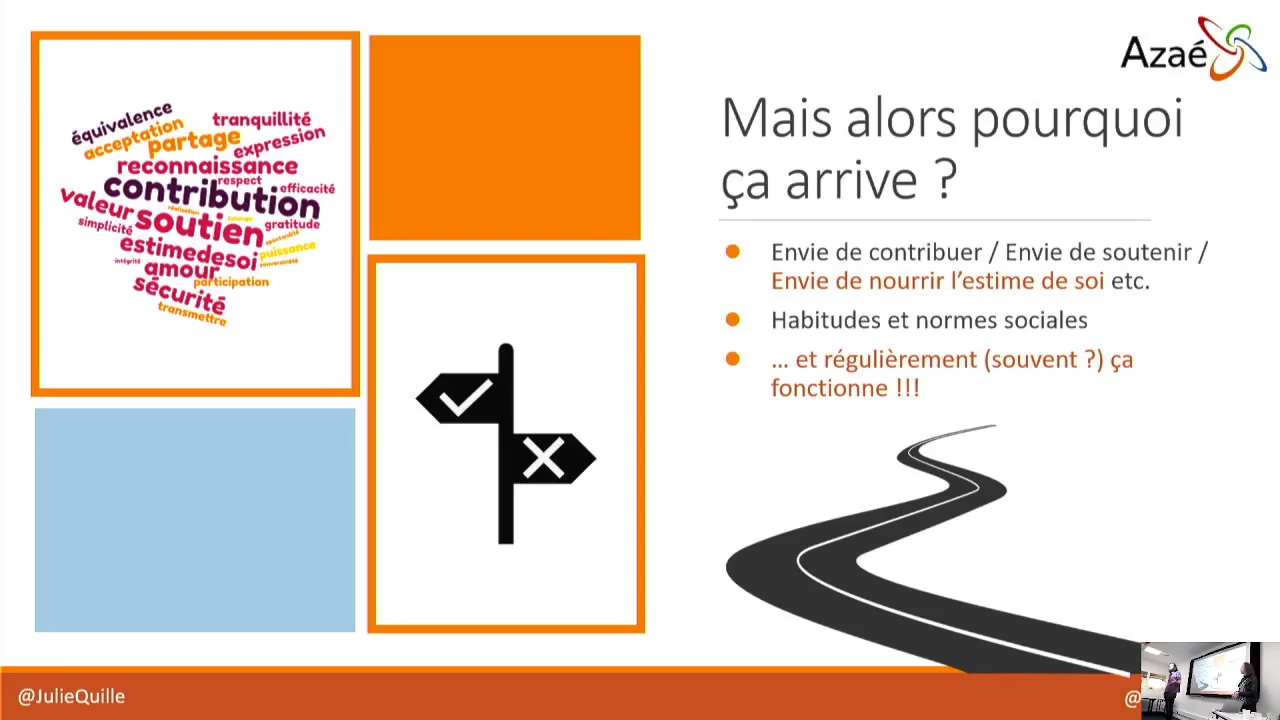 équivalence
tranquillité
acceptation
partage
expression
reconnaissance
respect
contribution
efficacité
valeur
simplicité
soutien
gratitude
estimedesoi
puissance
souveraineté
intégrité
amour
participation
sécurité
transmettre
Azaé
Mais alors pourquoi
ça arrive ?
Envie de contribuer / Envie de soutenir /
Envie de nourrir l’estime de soi etc.
Habitudes et normes sociales
… et régulièrement (souvent ?) ça
fonctionne !!!
@JulieQuille
@